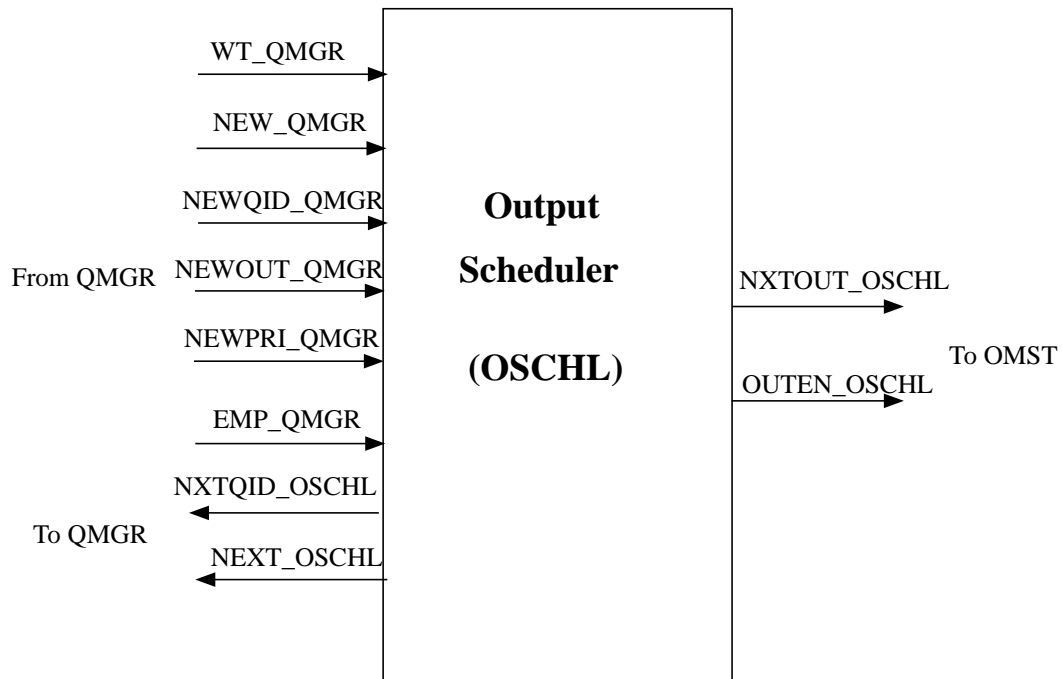 WT_QMGR
NEW_QMGR
NEWQID_QMGR
From QMGR
NEWOUT_QMGR
NEWPRI_QMGR
EMP_QMGR
NXTQID_OSCHL
To QMGR
NEXT_OSCHL
Output
Scheduler
(OSCHL)
NXTOUT_OSCHL
To OMST
OUTEN_OSCHL